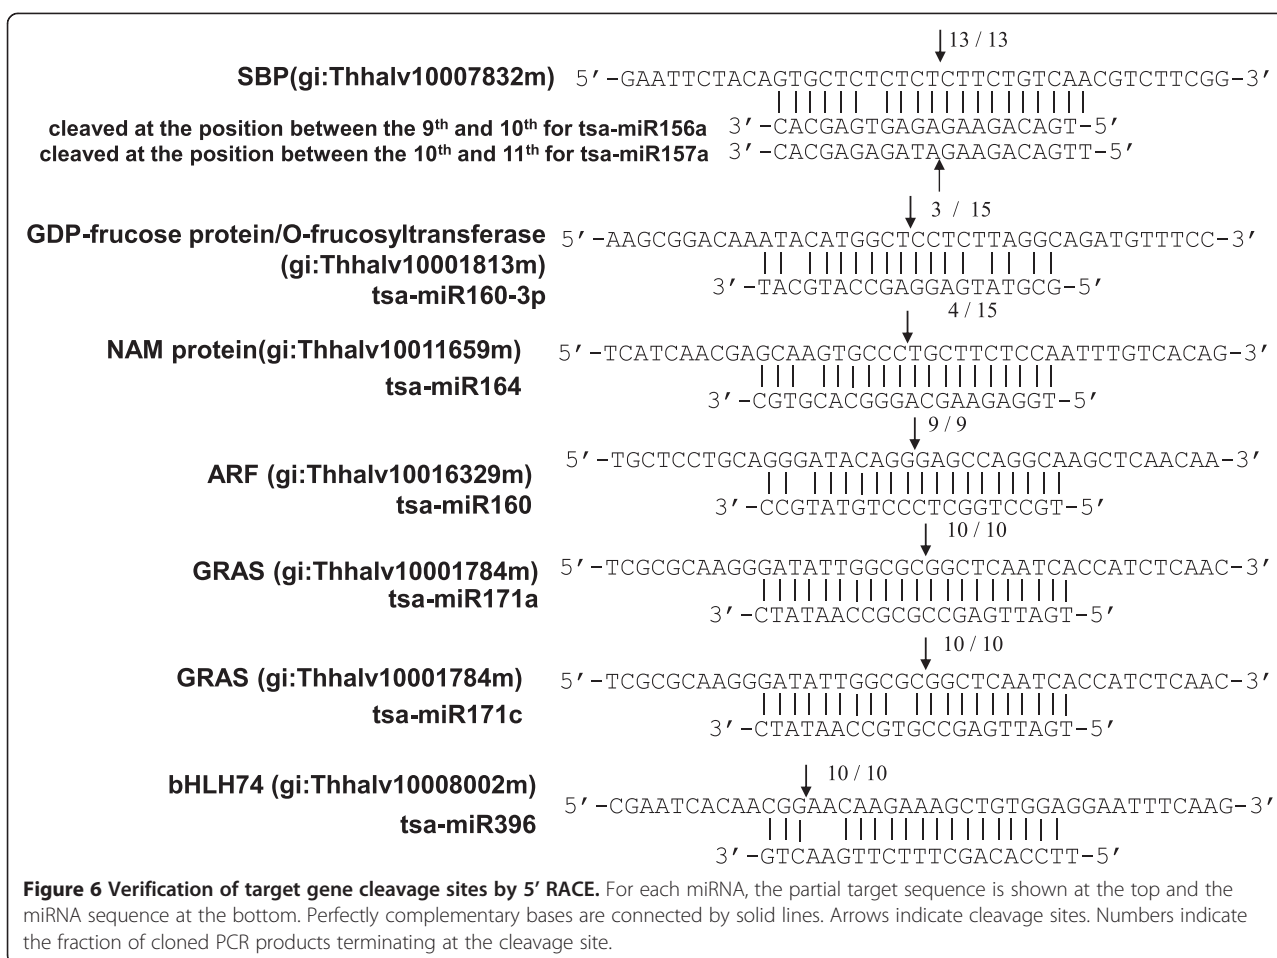 13 / 13
SBP(gi:Thhalv10007832m) 5′-GAATTCTACAGTGCTCTCTCTCTTCTGTCAACGTCTTCGG-3′
cleaved at the position between the 9th and 10th for tsa-miR156a 3′-CACGAGTGAGAGAAGACAGT-5′
cleaved at the position between the 10th and 11th for tsa-miR157a 3′-CACGAGAGATAGAAGACAGTT-5′
3 / 15
GDP-frucose protein/O-frucosyltransferase 5′-AAGCGGACAAATACATGGCTCCTCTTAGGCAGATGTTTCC-3′
(gi:Thhalv10001813m)
tsa-miR160-3p 3′-TACGTACCGAGGAGTATGCG-5′
4 / 15
NAM protein(gi:Thhalv10011659m) 5′-TCATCAACGAGCAAGTGCCCTGCTTCTCCAATTTGTCACAG-3′
tsa-miR164 3′-CGTGCACGGGACGAAGAGGT-5′
9 / 9
ARF (gi:Thhalv10016329m) 5′-TGCTCCTGCAGGGATACAGGGAGCCAGGCAAGCTCAACAA-3′
tsa-miR160 3′-CCGTATGTCCCTCGGTCCGT-5′
10 / 10
GRAS (gi:Thhalv10001784m) 5′-TCGCGCAAGGGATATTGGCGCGGCTCAATCACCATCTCAAC-3′
tsa-miR171a 3′-CTATAACCGCGCCGAGTTAGT-5′
10 / 10
GRAS (gi:Thhalv10001784m) 5′-TCGCGCAAGGGATATTGGCGCGGCTCAATCACCATCTCAAC-3′
tsa-miR171c 3′-CTATAACCGTGCCGAGTTAGT-5′
10 / 10
bHLH74 (gi:Thhalv10008002m) 5′-CGAATCACAACGGAACAAGAAAGCTGTGGAGGAATTTCAAG-3′
tsa-miR396 3′-GTCAAGTTCTTTCGACACCTT-5′
Figure 6 Verification of target gene cleavage sites by 5′ RACE. For each miRNA, the partial target sequence is shown at the top and the
miRNA sequence at the bottom. Perfectly complementary bases are connected by solid lines. Arrows indicate cleavage sites. Numbers indicate
the fraction of cloned PCR products terminating at the cleavage site.